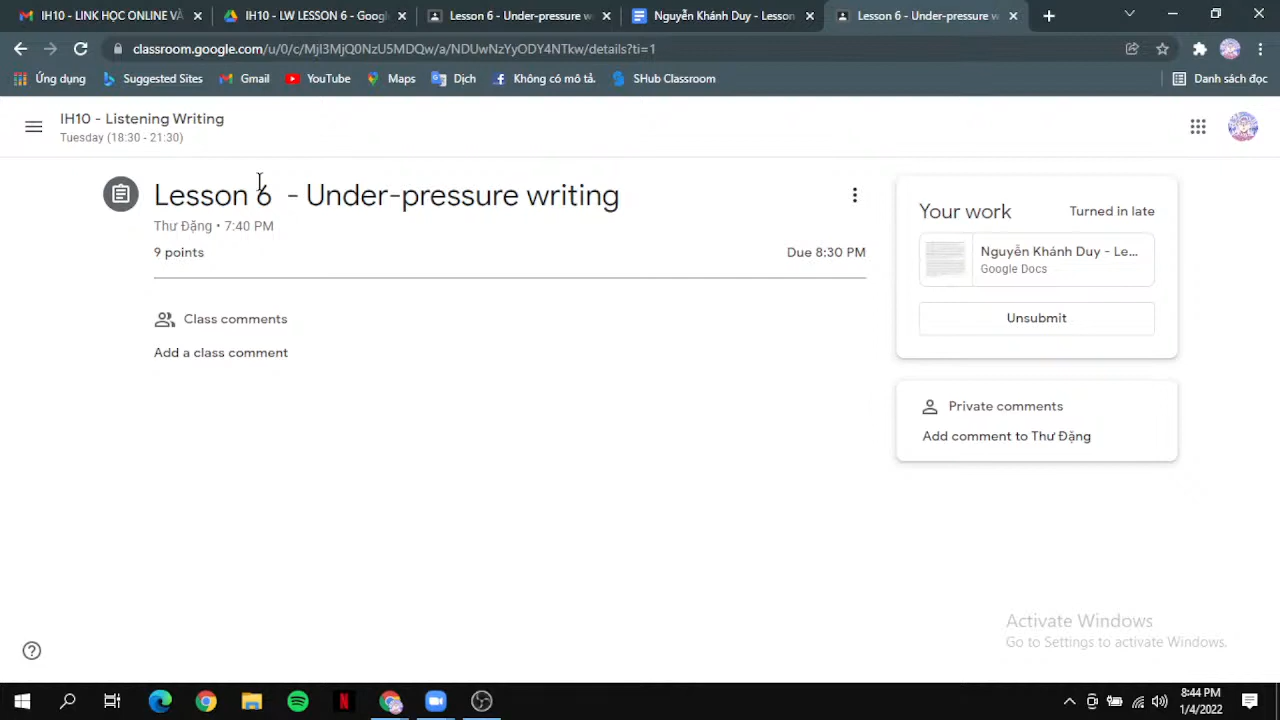 IH10 - LINK HỌC ONLINE VÀ
IH10 - LW LESSON 6 - Goog
Lesson 6 - Under-pressure w
Nguyễn Khánh Duy - Lesson
Lesson 6 - Under-pressure w
classroom.google.com/u/0/c/MjI3MjQ0NzU5MDQw/a/NDUwNzYyODY4NTkw/details?ti=1
Ứng dụng
Suggested Sites
Gmail
YouTube
Maps
Dịch
Không có mô tả.
SHub Classroom
Danh sách đọc
IH10 - Listening Writing
Tuesday (18:30 - 21:30)
Lesson 6 - Under-pressure writing
Thư Đặng • 7:40 PM
9 points
Due 8:30 PM
Class comments
Add a class comment
Your work
Turned in late
Nguyễn Khánh Duy - Le...
Google Docs
Unsubmit
Private comments
Add comment to Thư Đặng
Activate Windows
Go to Settings to activate Windows.
8:44 PM
1/4/2022